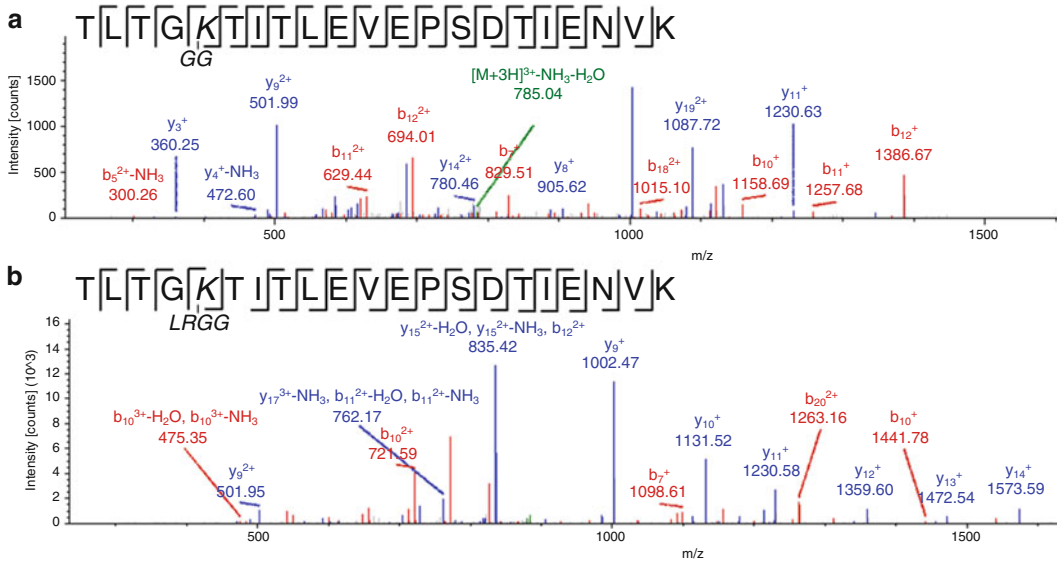 a
TLTGKTITLEVEPSDTIENVK
GG
Intensity [counts]
1500
1000
500
0
y₃⁺
360.25
b₅²⁺-NH₃
300.26
y₄⁺-NH₃
472.60
y₉²⁺
501.99
b₁₁²⁺
629.44
b₁₂²⁺
694.01
y₁₄²⁺
780.46
[M+3H]³⁺-NH₃-H₂O
785.04
b₇⁺
829.51
y₈⁺
905.62
y₁₉²⁺
1087.72
b₁₈²⁺
1015.10
b₁₀⁺
1158.69
y₁₁⁺
1230.63
b₁₁⁺
1257.68
b₁₂⁺
1386.67
500
1000
1500
m/z
b
TLTGKTITLEVEPSDTIENVK
LRGG
Intensity [counts] (10^3)
16
14
12
10
8
6
4
2
0
b₁₀³⁺-H₂O, b₁₀³⁺-NH₃
475.35
y₉²⁺
501.95
y₁₇³⁺-NH₃, b₁₁²⁺-H₂O, b₁₁²⁺-NH₃
762.17
b₁₀²⁺
721.59
y₁₅²⁺-H₂O, y₁₅²⁺-NH₃, b₁₂²⁺
835.42
y₉⁺
1002.47
b₇⁺
1098.61
y₁₀⁺
1131.52
y₁₁⁺
1230.58
b₂₀²⁺
1263.16
y₁₂⁺
1359.60
b₁₀⁺
1441.78
y₁₃⁺
1472.54
y₁₄⁺
1573.59
500
1000
1500
m/z